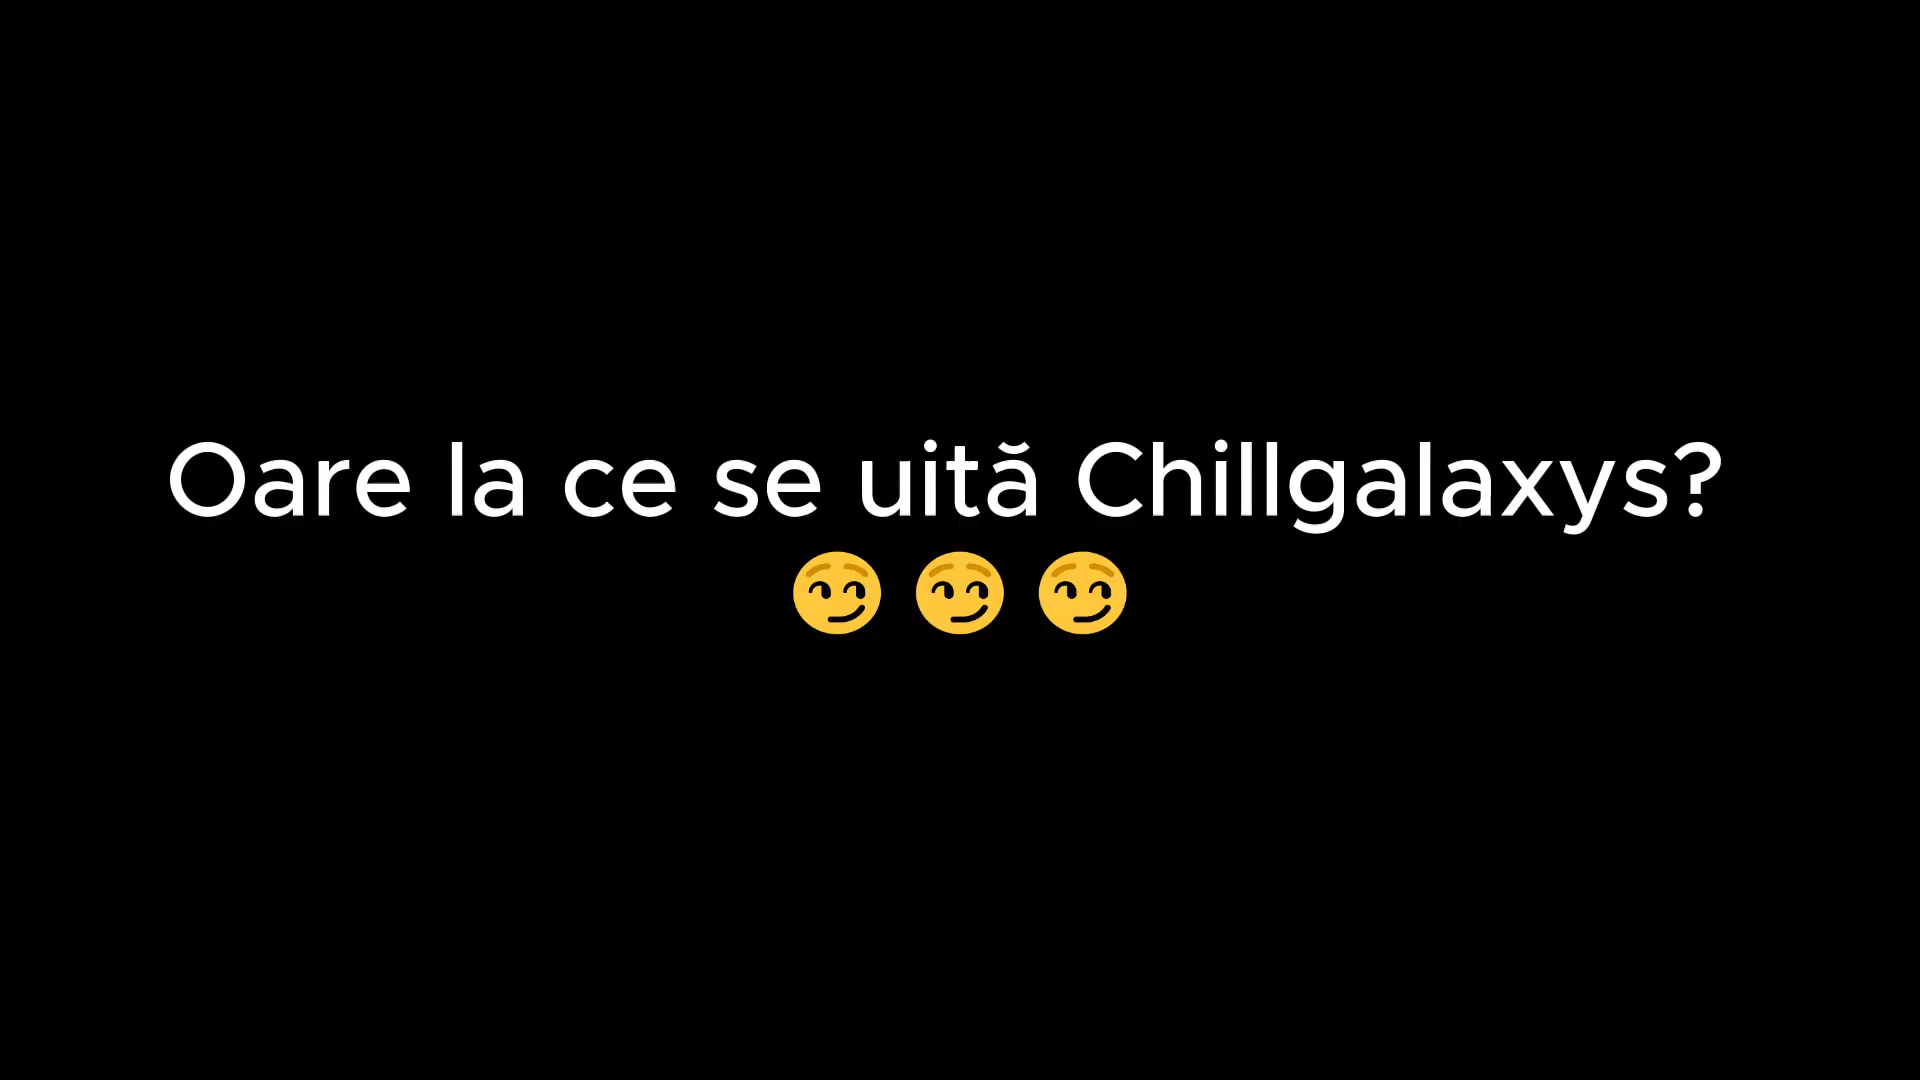 Oare la ce se uită Chillgalaxys?
😏 😏 😏